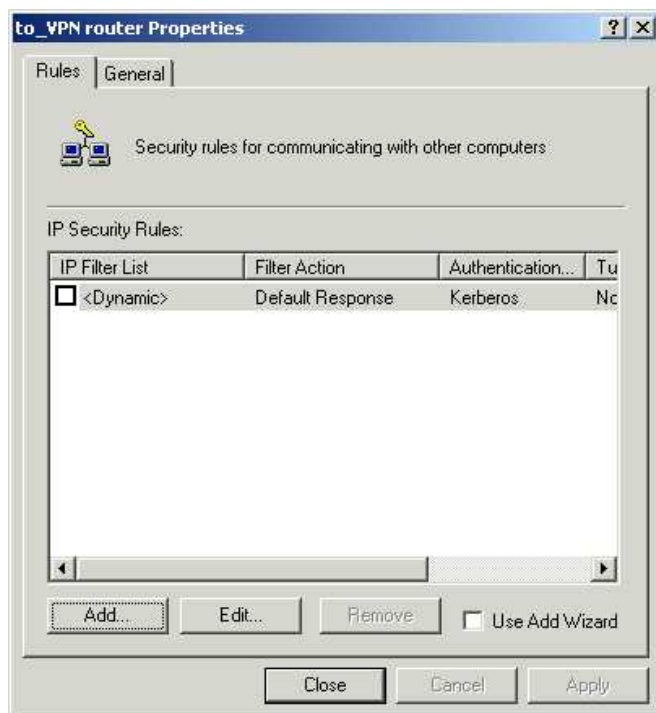 to_VPN router Properties
Rules General
Security rules for communicating with other computers
IP Security Rules:
IP Filter List Filter Action Authentication... Tu
<Dynamic> Default Response Kerberos Nc
Add... Edit... Remove Use Add Wizard
Close Cancel Apply